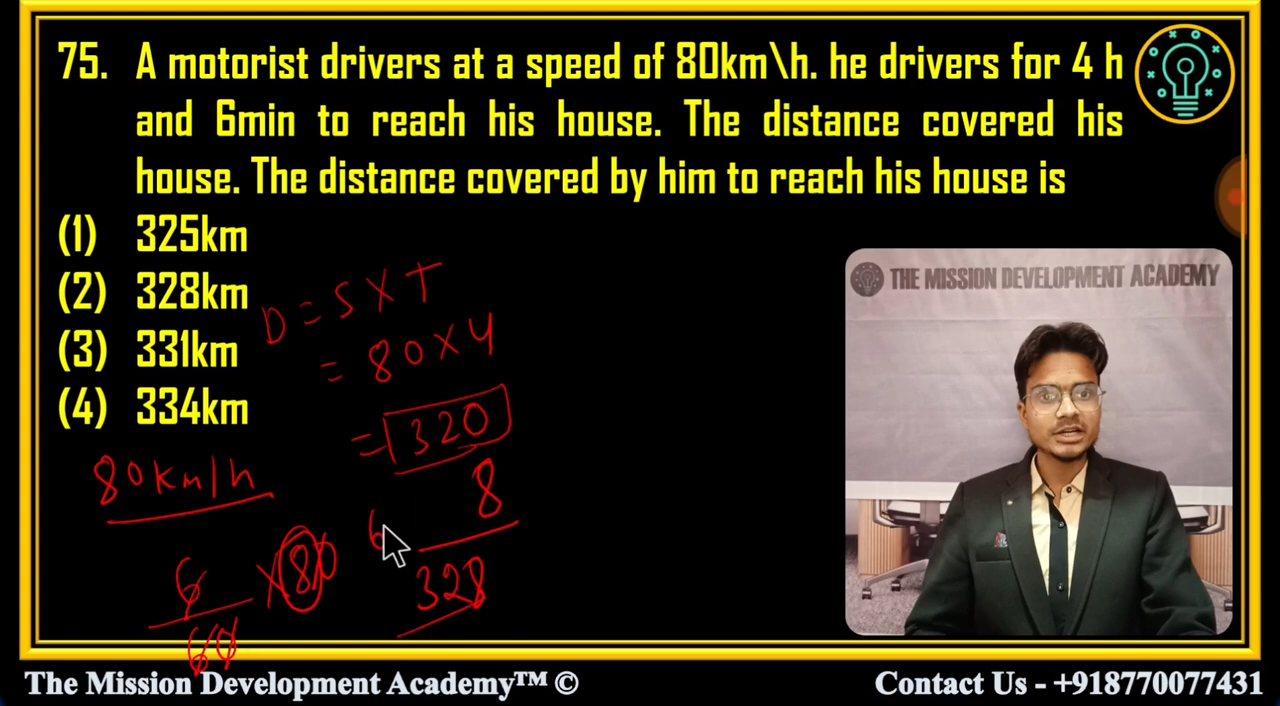 75. A motorist drivers at a speed of 80km\h. he drivers for 4 h
and 6min to reach his house. The distance covered his
house. The distance covered by him to reach his house is
(1) 325km
(2) 328km
(3) 331km
(4) 334km
D = S X T
= 80 X 4
= 320
8
328
80 Km/h
6
X 80
60
6
THE MISSION DEVELOPMENT ACADEMY
The Mission Development Academy™ ©
Contact Us - +918770077431